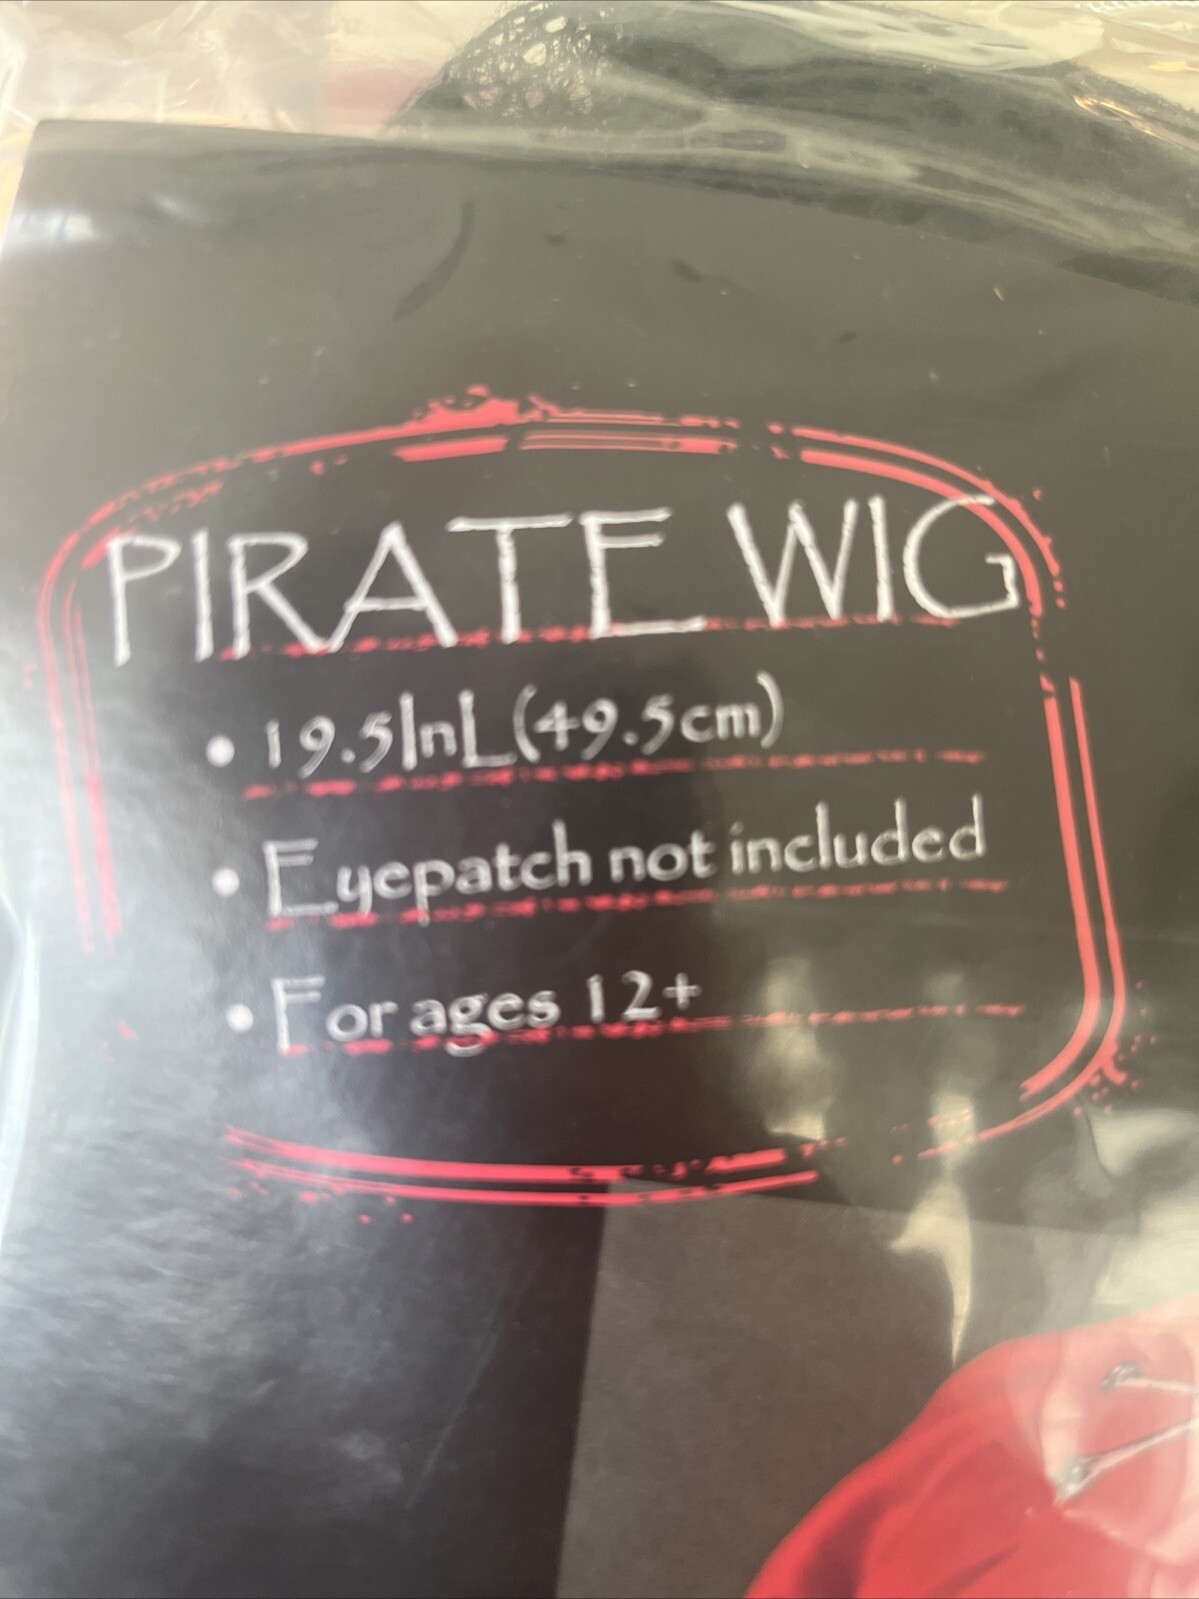 PIRATE WIG
• 19.5InL(49.5cm)
• Eyepatch not included
• For ages 12+